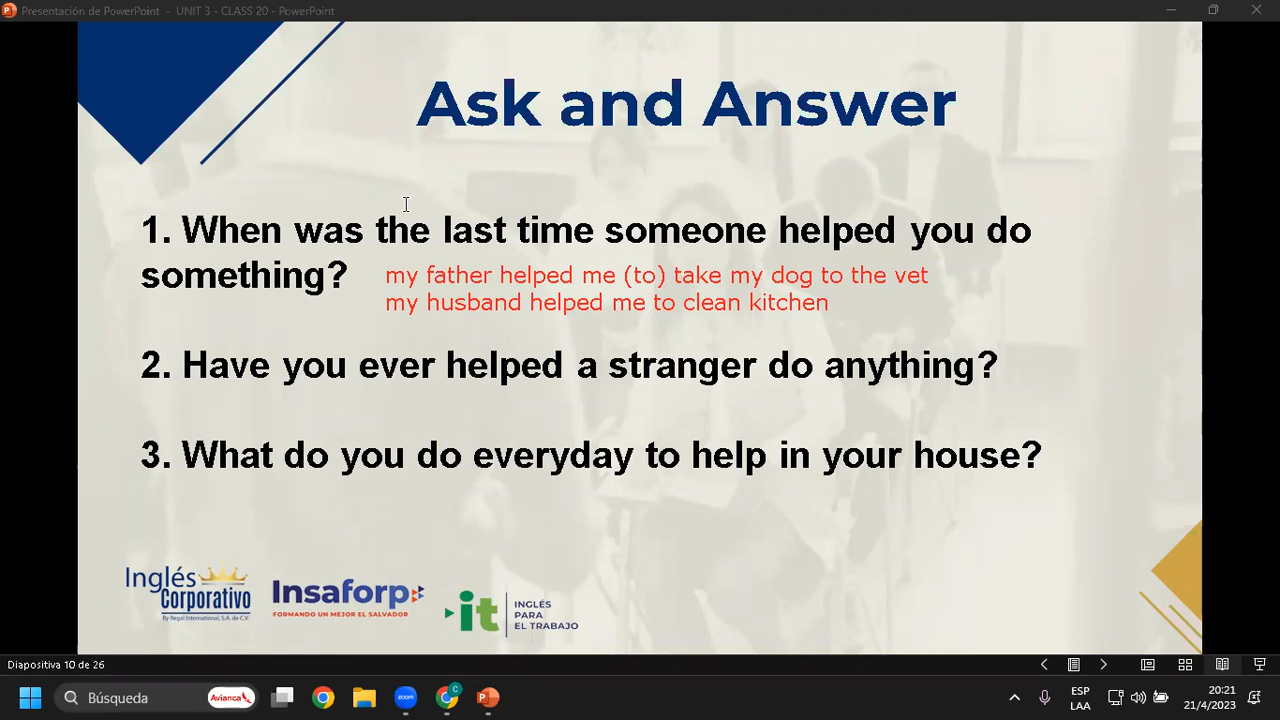 Presentación de PowerPoint - UNIT 3 - CLASS 20 - PowerPoint
Ask and Answer
1. When was the last time someone helped you do
something?
my father helped me (to) take my dog to the vet
my husband helped me to clean kitchen
2. Have you ever helped a stranger do anything?
3. What do you do everyday to help in your house?
Inglés
Corporativo
By Regal International, S.A. de C.V.
Insaforp
FORMANDO UN MEJOR EL SALVADOR
it
INGLÉS
PARA
EL TRABAJO
Diapositiva 10 de 26
Búsqueda
Avianca
zoom
C
ESP
LAA
20:21
21/4/2023